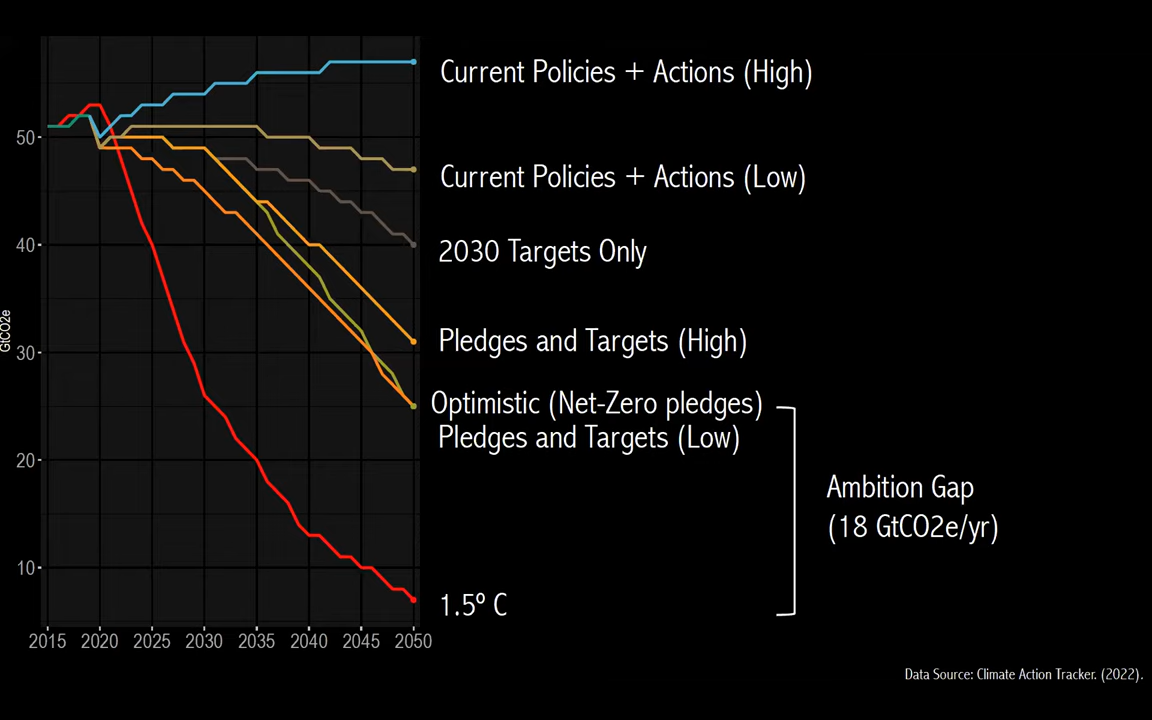 Current Policies + Actions (High)
50
Current Policies + Actions (Low)
40
2030 Targets Only
GtCO2e
30
Pledges and Targets (High)
Optimistic (Net-Zero pledges)
Pledges and Targets (Low)
20
Ambition Gap
(18 GtCO2e/yr)
10
1.5º C
2015 2020 2025 2030 2035 2040 2045 2050
Data Source: Climate Action Tracker. (2022).